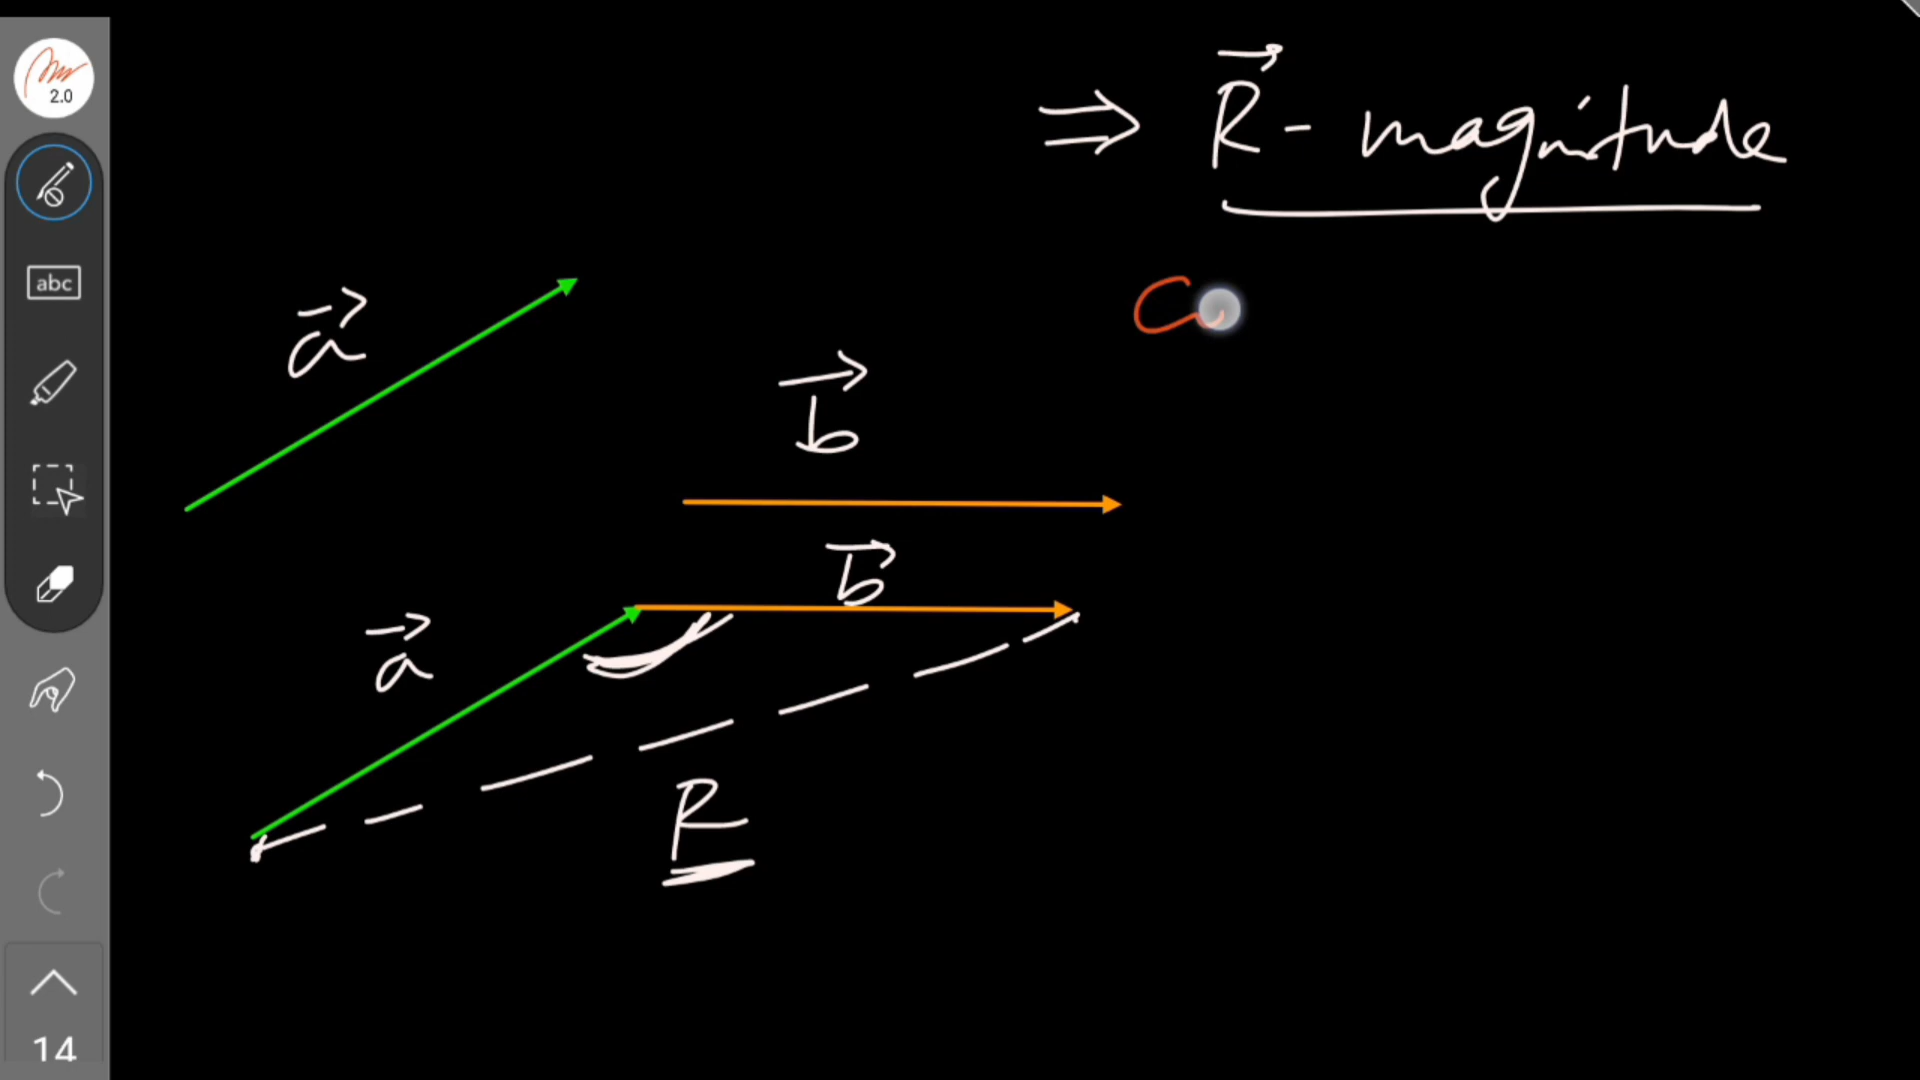 2.0
abc
14
⇒ R⃗ - magnitude
C
a⃗
b⃗
b⃗
a⃗
R